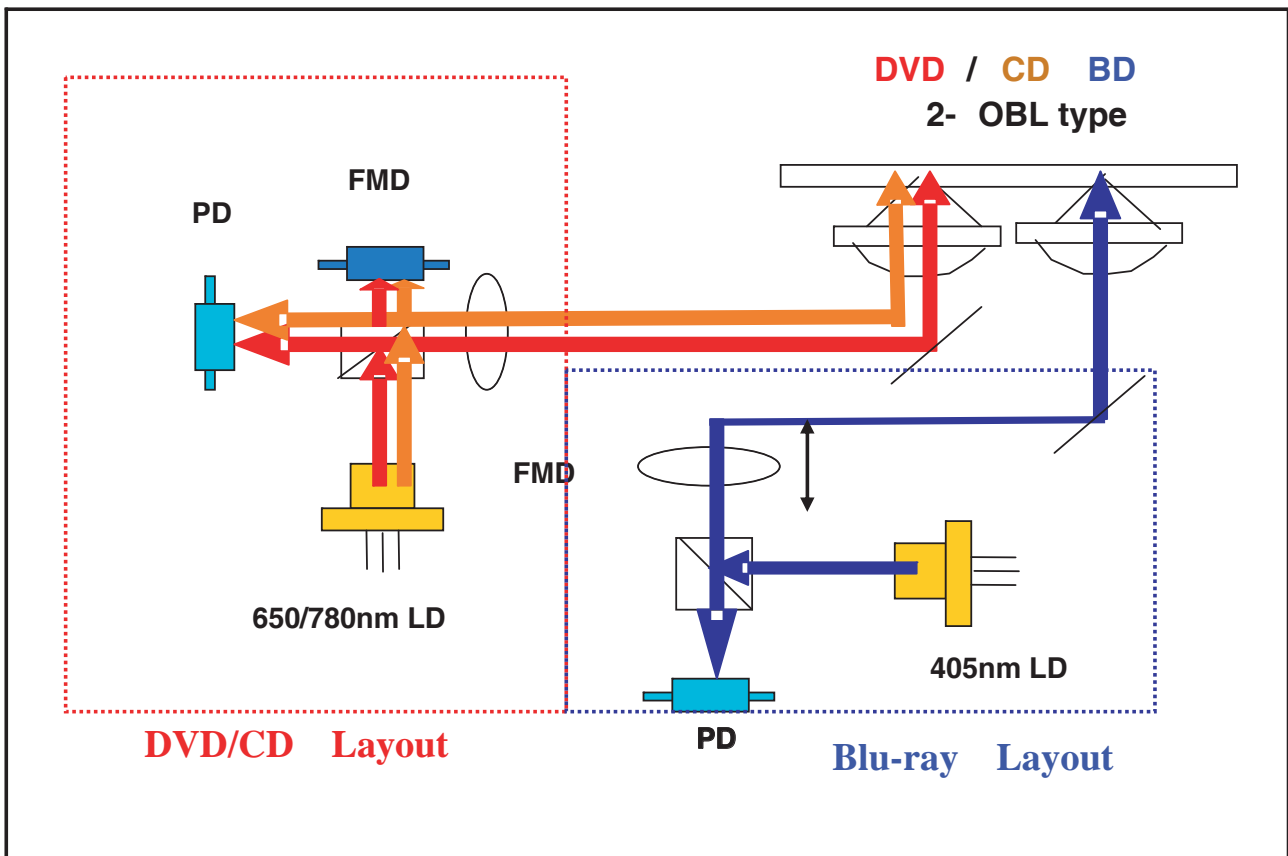 DVD / CD BD
2- OBL type
FMD
PD
FMD
650/780nm LD
405nm LD
PD
DVD/CD Layout
Blu-ray Layout